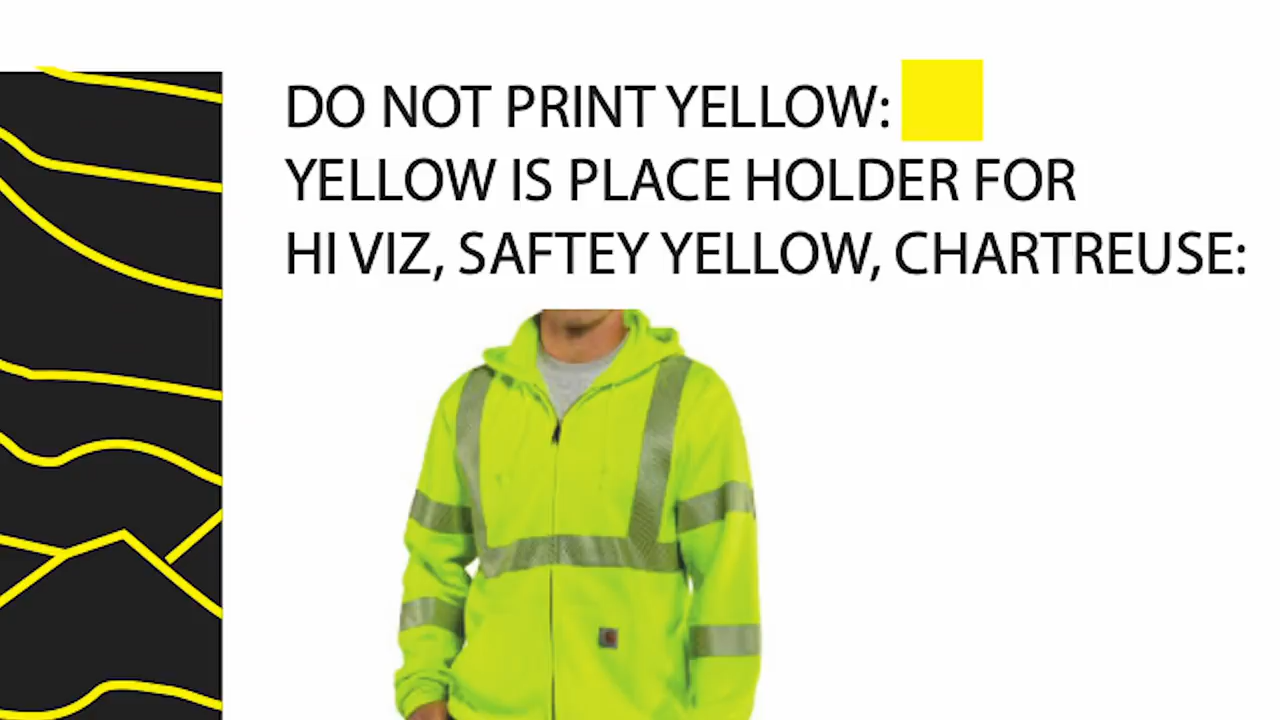 DO NOT PRINT YELLOW:
YELLOW IS PLACE HOLDER FOR
HI VIZ, SAFTEY YELLOW, CHARTREUSE: